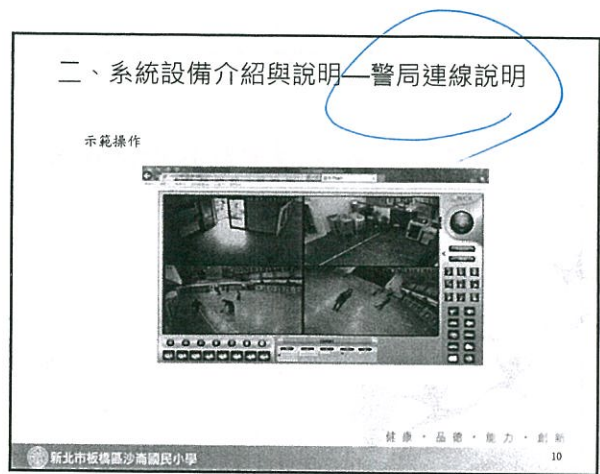 二、系統設備介紹與說明—警局連線說明
示範操作
健康・品德・能力・創新
新北市板橋區沙崙國民小學
10